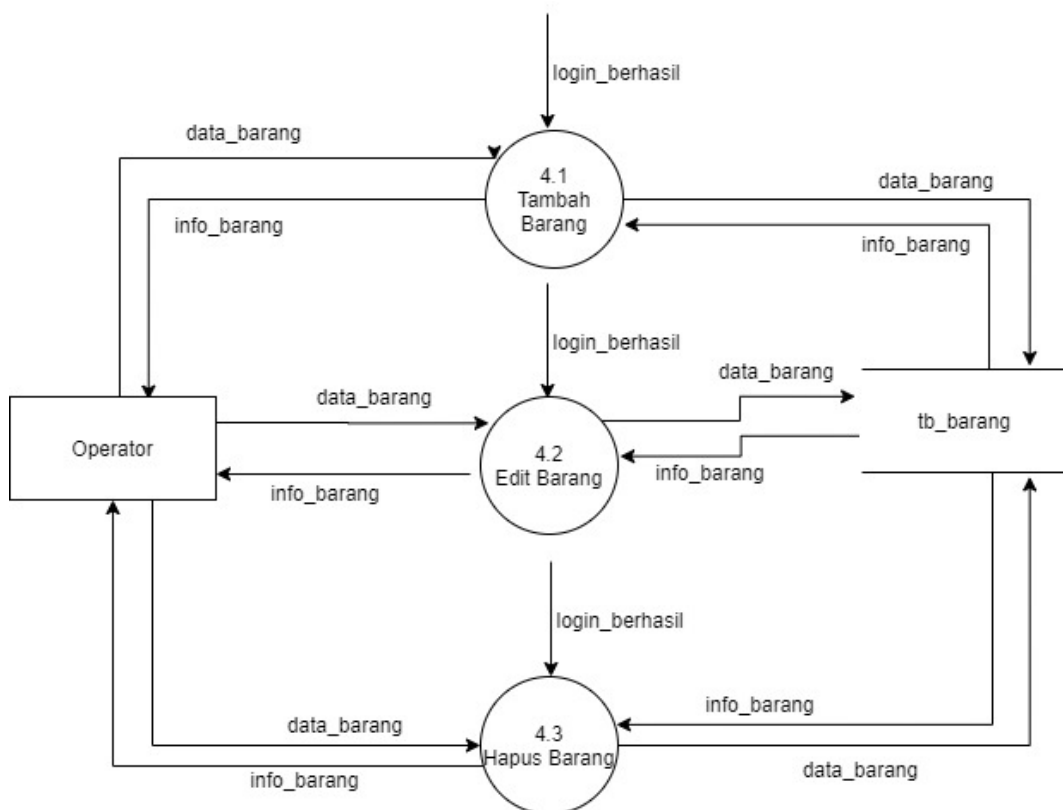 login_berhasil
data_barang
4.1
Tambah
Barang
data_barang
info_barang
info_barang
login_berhasil
data_barang
data_barang
Operator
4.2
Edit Barang
tb_barang
info_barang
info_barang
login_berhasil
info_barang
data_barang
4.3
Hapus Barang
info_barang
data_barang